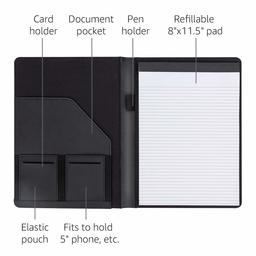 Card
holder
Document
pocket
Pen
holder
Refillable
8"x11.5" pad
Elastic
pouch
Fits to hold
5" phone, etc.